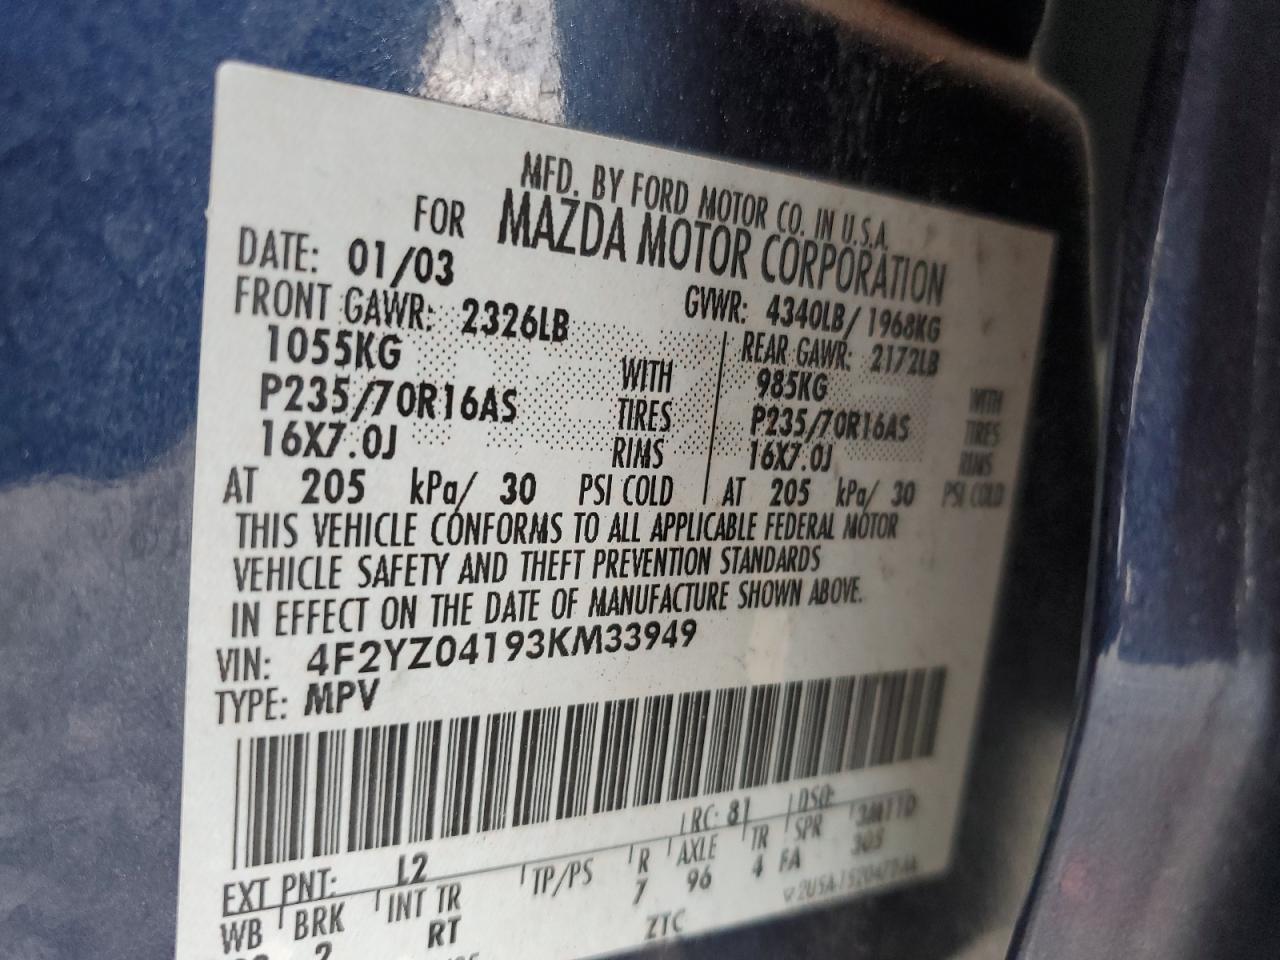 MFD. BY FORD MOTOR CO. IN U.S.A.
FOR MAZDA MOTOR CORPORATION
DATE: 01/03 GVWR: 4340LB/ 1968KG
FRONT GAWR: 2326LB REAR GAWR: 2172LB
1055KG WITH 985KG WITH
P235/70R16AS TIRES P235/70R16AS TIRES
16X7.0J RIMS 16X7.0J RIMS
AT 205 kPa/ 30 PSI COLD AT 205 kPa/ 30 PSI COLD
THIS VEHICLE CONFORMS TO ALL APPLICABLE FEDERAL MOTOR
VEHICLE SAFETY AND THEFT PREVENTION STANDARDS
IN EFFECT ON THE DATE OF MANUFACTURE SHOWN ABOVE.
VIN: 4F2YZ04193KM33949
TYPE: MPV
EXT PNT: L2 RC: 81 DSO:
WB BRK INT TR TP/PS R AXLE TR SPR
2 RT 7 96 4 FA 305
ZTC